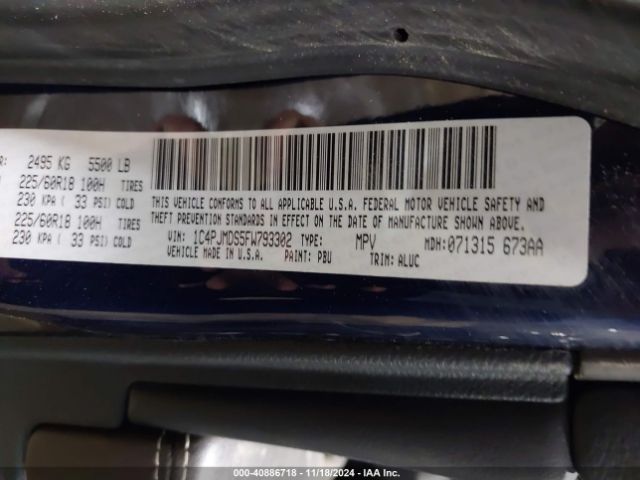 R: 2495 KG 5500 LB
225/60R18 100H TIRES
230 KPA ( 33 PSI) COLD
225/60R18 100H TIRES
230 KPA ( 33 PSI) COLD
THIS VEHICLE CONFORMS TO ALL APPLICABLE U.S.A. FEDERAL MOTOR VEHICLE SAFETY AND
THEFT PREVENTION STANDARDS IN EFFECT ON THE DATE OF MANUFACTURE SHOWN ABOVE.
VIN: 1C4PJMDS5FW793302 TYPE: MPV MDH: 071315 673AA
VEHICLE MADE IN U.S.A. PAINT: PBU TRIM: ALUC
000-40886718 - 11/18/2024 - IAA Inc.